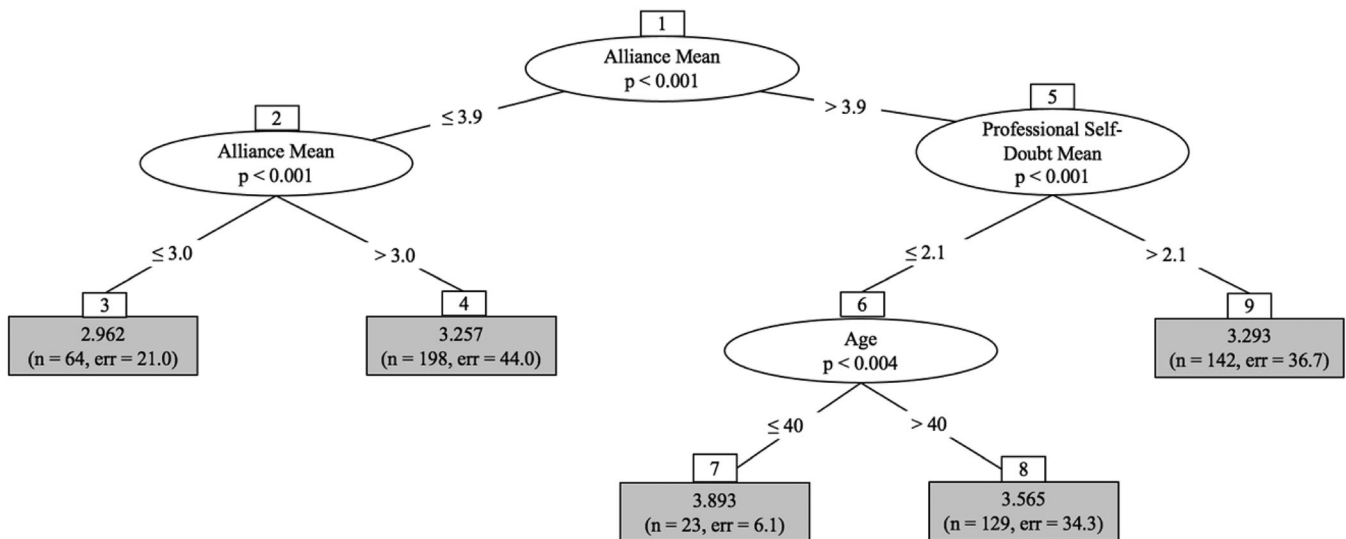 1
Alliance Mean
p < 0.001
≤ 3.9
> 3.9
2
Alliance Mean
p < 0.001
5
Professional Self-
Doubt Mean
p < 0.001
≤ 3.0
> 3.0
≤ 2.1
> 2.1
3
2.962
(n = 64, err = 21.0)
4
3.257
(n = 198, err = 44.0)
6
Age
p < 0.004
9
3.293
(n = 142, err = 36.7)
≤ 40
> 40
7
3.893
(n = 23, err = 6.1)
8
3.565
(n = 129, err = 34.3)